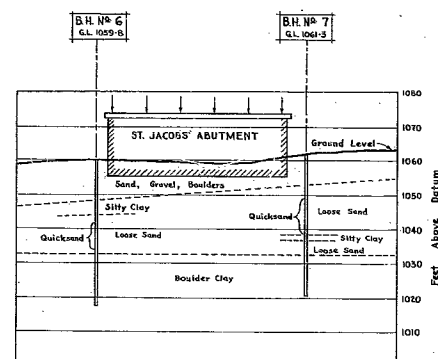 B.H. Nº 6
G.L. 1059·8
B.H. Nº 7
G.L. 1061·3
1080
ST. JACOBS' ABUTMENT
Ground Level
1070
1060
Sand, Gravel, Boulders
Silty Clay
Quicksand
Loose Sand
1050
Quicksand
Loose Sand
Silty Clay
1040
Loose Sand
1030
Boulder Clay
1020
1010
Feet Above Datum